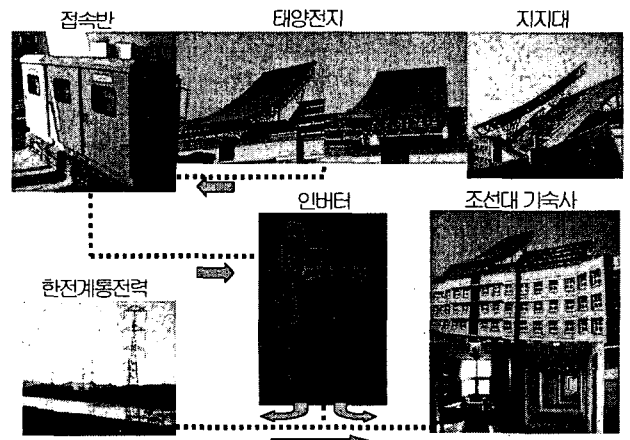 접속반
태양전지
지지대
인버터
조선대 기숙사
한전계통전력